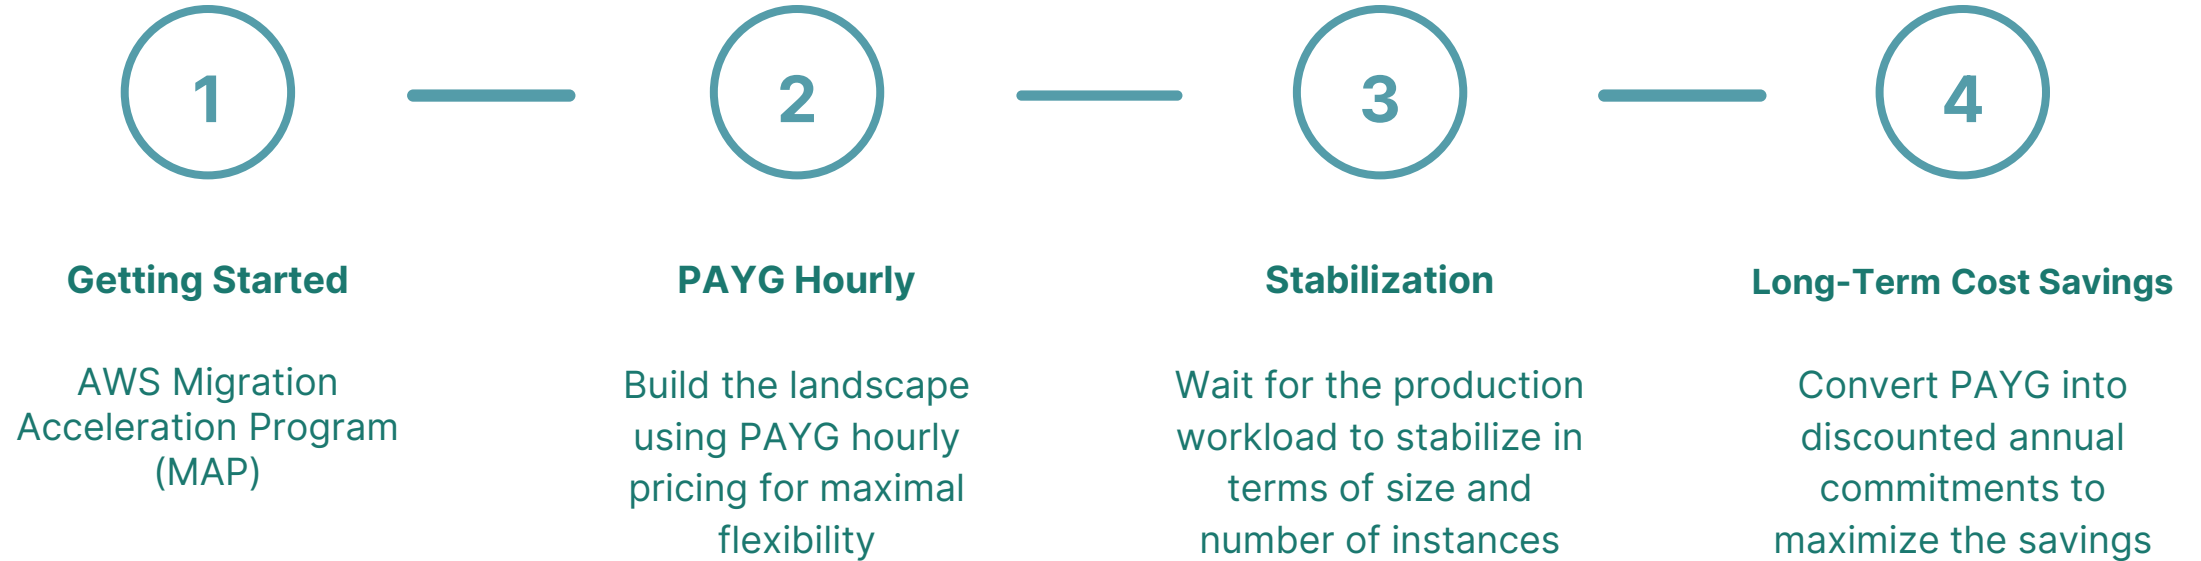 1
2
3
4
Getting Started
AWS Migration
Acceleration Program
(MAP)
PAYG Hourly
Build the landscape
using PAYG hourly
pricing for maximal
flexibility
Stabilization
Wait for the production
workload to stabilize in
terms of size and
number of instances
Long-Term Cost Savings
Convert PAYG into
discounted annual
commitments to
maximize the savings